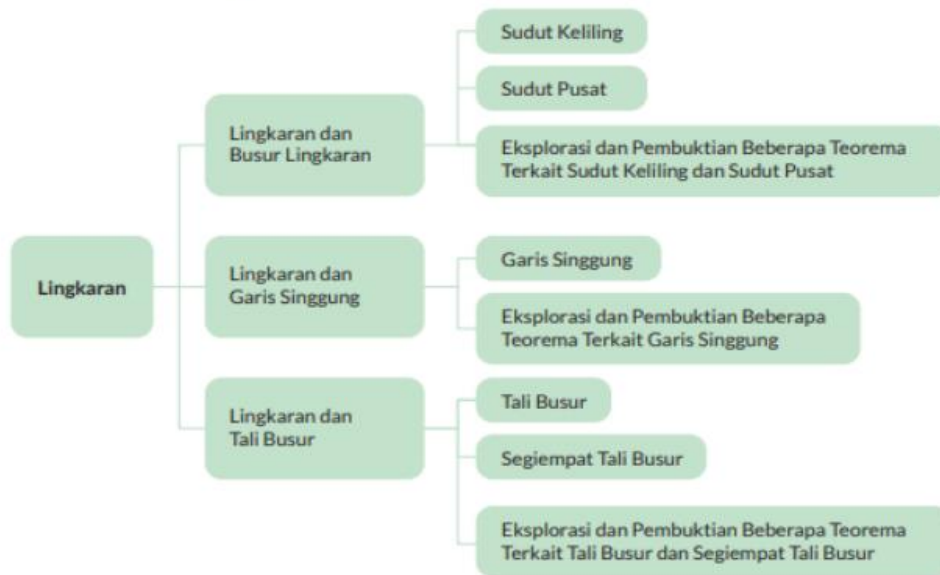 Lingkaran
Lingkaran dan
Busur Lingkaran
Sudut Keliling
Sudut Pusat
Eksplorasi dan Pembuktian Beberapa Teorema
Terkait Sudut Keliling dan Sudut Pusat
Lingkaran dan
Garis Singgung
Garis Singgung
Eksplorasi dan Pembuktian Beberapa
Teorema Terkait Garis Singgung
Lingkaran dan
Tali Busur
Tali Busur
Segiempat Tali Busur
Eksplorasi dan Pembuktian Beberapa Teorema
Terkait Tali Busur dan Segiempat Tali Busur